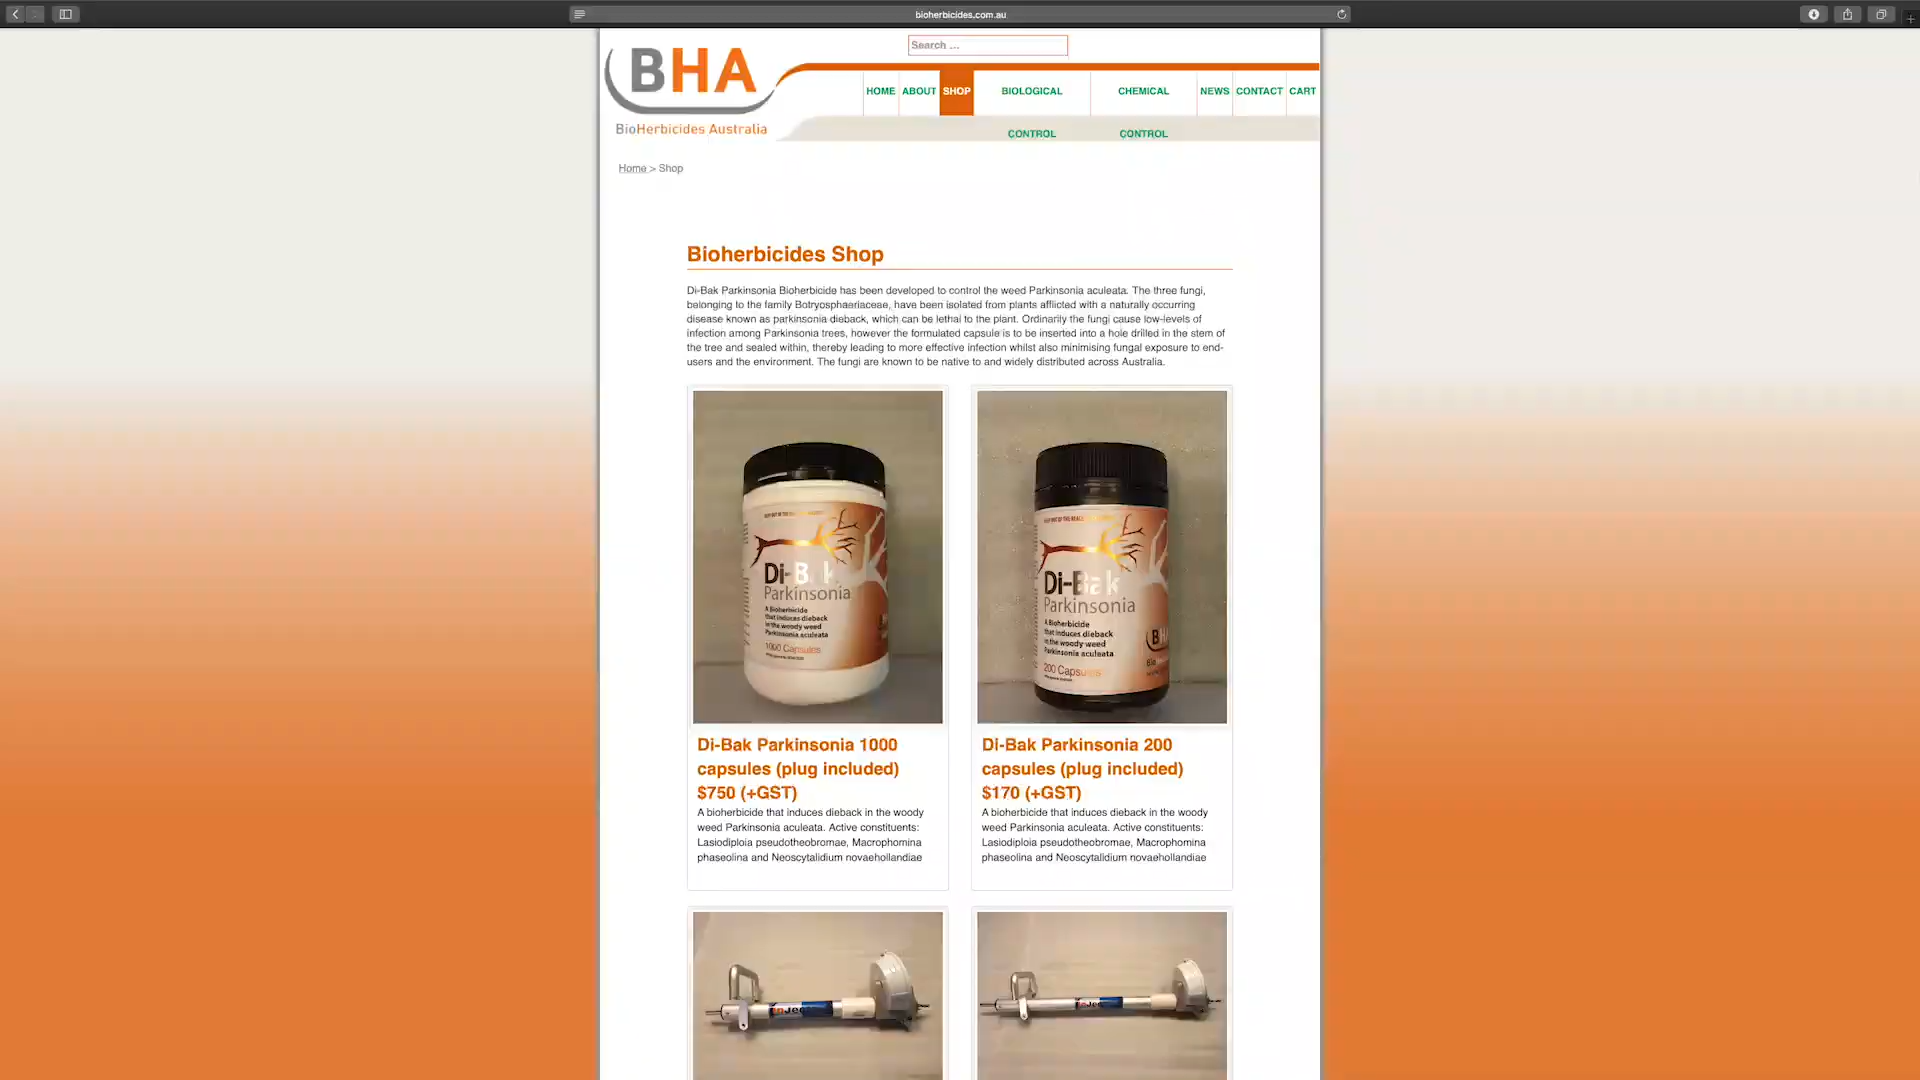 bioherbicides.com.au
Search ...
BHA
BioHerbicides Australia
HOME ABOUT SHOP BIOLOGICAL CONTROL CHEMICAL CONTROL NEWS CONTACT CART
Home > Shop
Bioherbicides Shop
Di-Bak Parkinsonia Bioherbicide has been developed to control the weed Parkinsonia aculeata. The three fungi,
belonging to the family Botryosphaeriaceae, have been isolated from plants afflicted with a naturally occurring
disease known as parkinsonia dieback, which can be lethal to the plant. Ordinarily the fungi cause low-levels of
infection among Parkinsonia trees, however the formulated capsule is to be inserted into a hole drilled in the stem of
the tree and sealed within, thereby leading to more effective infection whilst also minimising fungal exposure to end-
users and the environment. The fungi are known to be native to and widely distributed across Australia.
Di-Bak
Parkinsonia
A Bioherbicide
that induces dieback
in the woody weed
Parkinsonia aculeata
1000 Capsules
Di-Bak
Parkinsonia
A Bioherbicide
that induces dieback
in the woody weed
Parkinsonia aculeata
200 Capsules
BH
Bio
Di-Bak Parkinsonia 1000
capsules (plug included)
$750 (+GST)
A bioherbicide that induces dieback in the woody
weed Parkinsonia aculeata. Active constituents:
Lasiodiploia pseudotheobromae, Macrophomina
phaseolina and Neoscytalidium novaehollandiae
Di-Bak Parkinsonia 200
capsules (plug included)
$170 (+GST)
A bioherbicide that induces dieback in the woody
weed Parkinsonia aculeata. Active constituents:
Lasiodiploia pseudotheobromae, Macrophomina
phaseolina and Neoscytalidium novaehollandiae